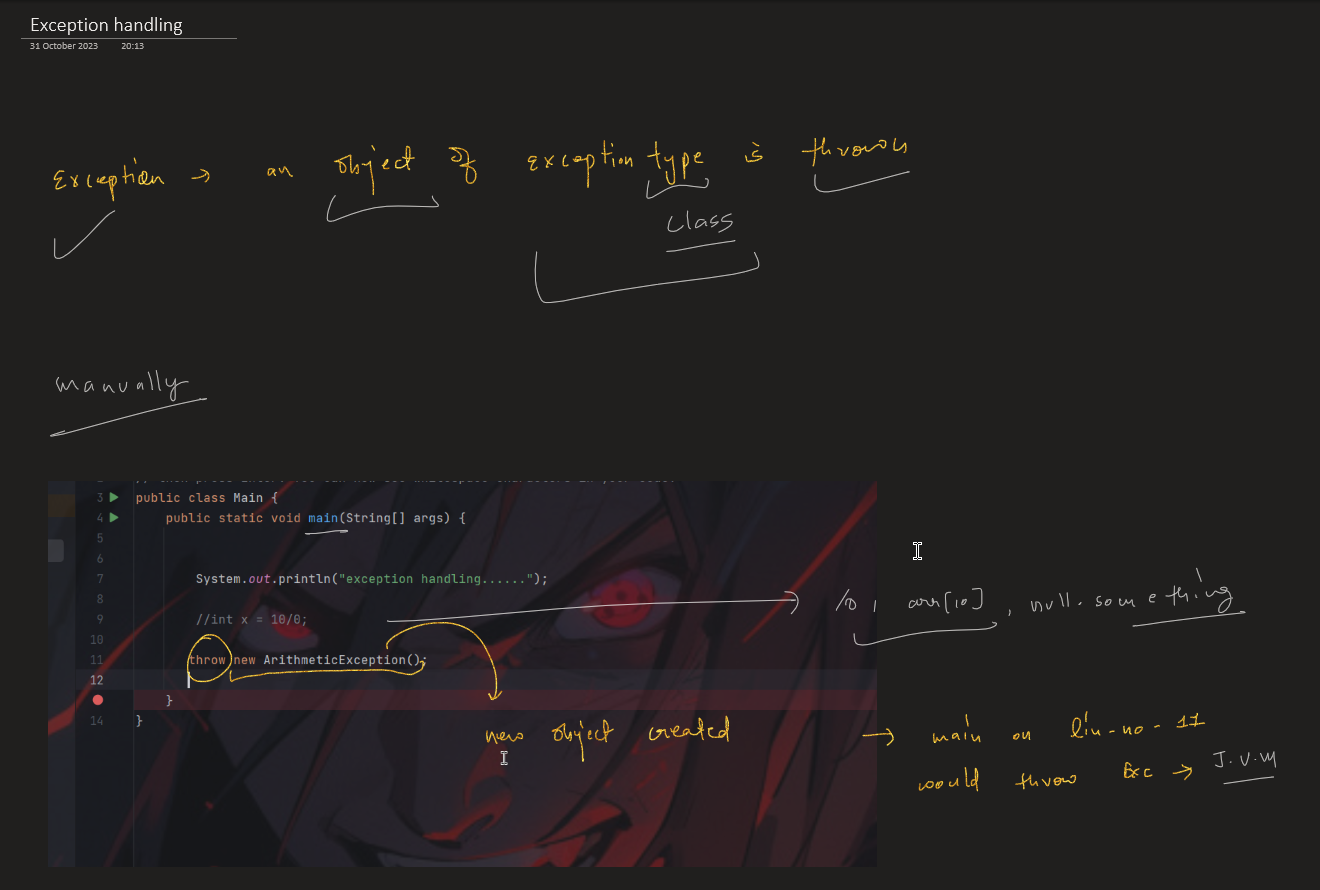 Exception handling
31 October 2023 20:13
Exception → an object of exception type is thrown
class
manually
3 public class Main {
4 public static void main(String[] args) {
5
6
7 System.out.println("exception handling......");
8
9 //int x = 10/0;
/0, arr[10], null.something
10
11 throw new ArithmeticException();
12
}
14 }
new object created
→ main on lin-no-11
would throw Exc → J.V.M